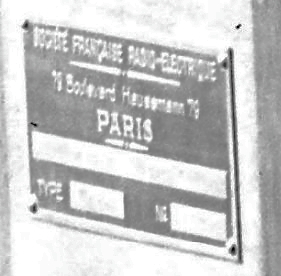 SOCIÉTÉ FRANÇAISE RADIO-ÉLECTRIQUE
79 Boulevard Haussmann 79
PARIS
TYPE
Nº